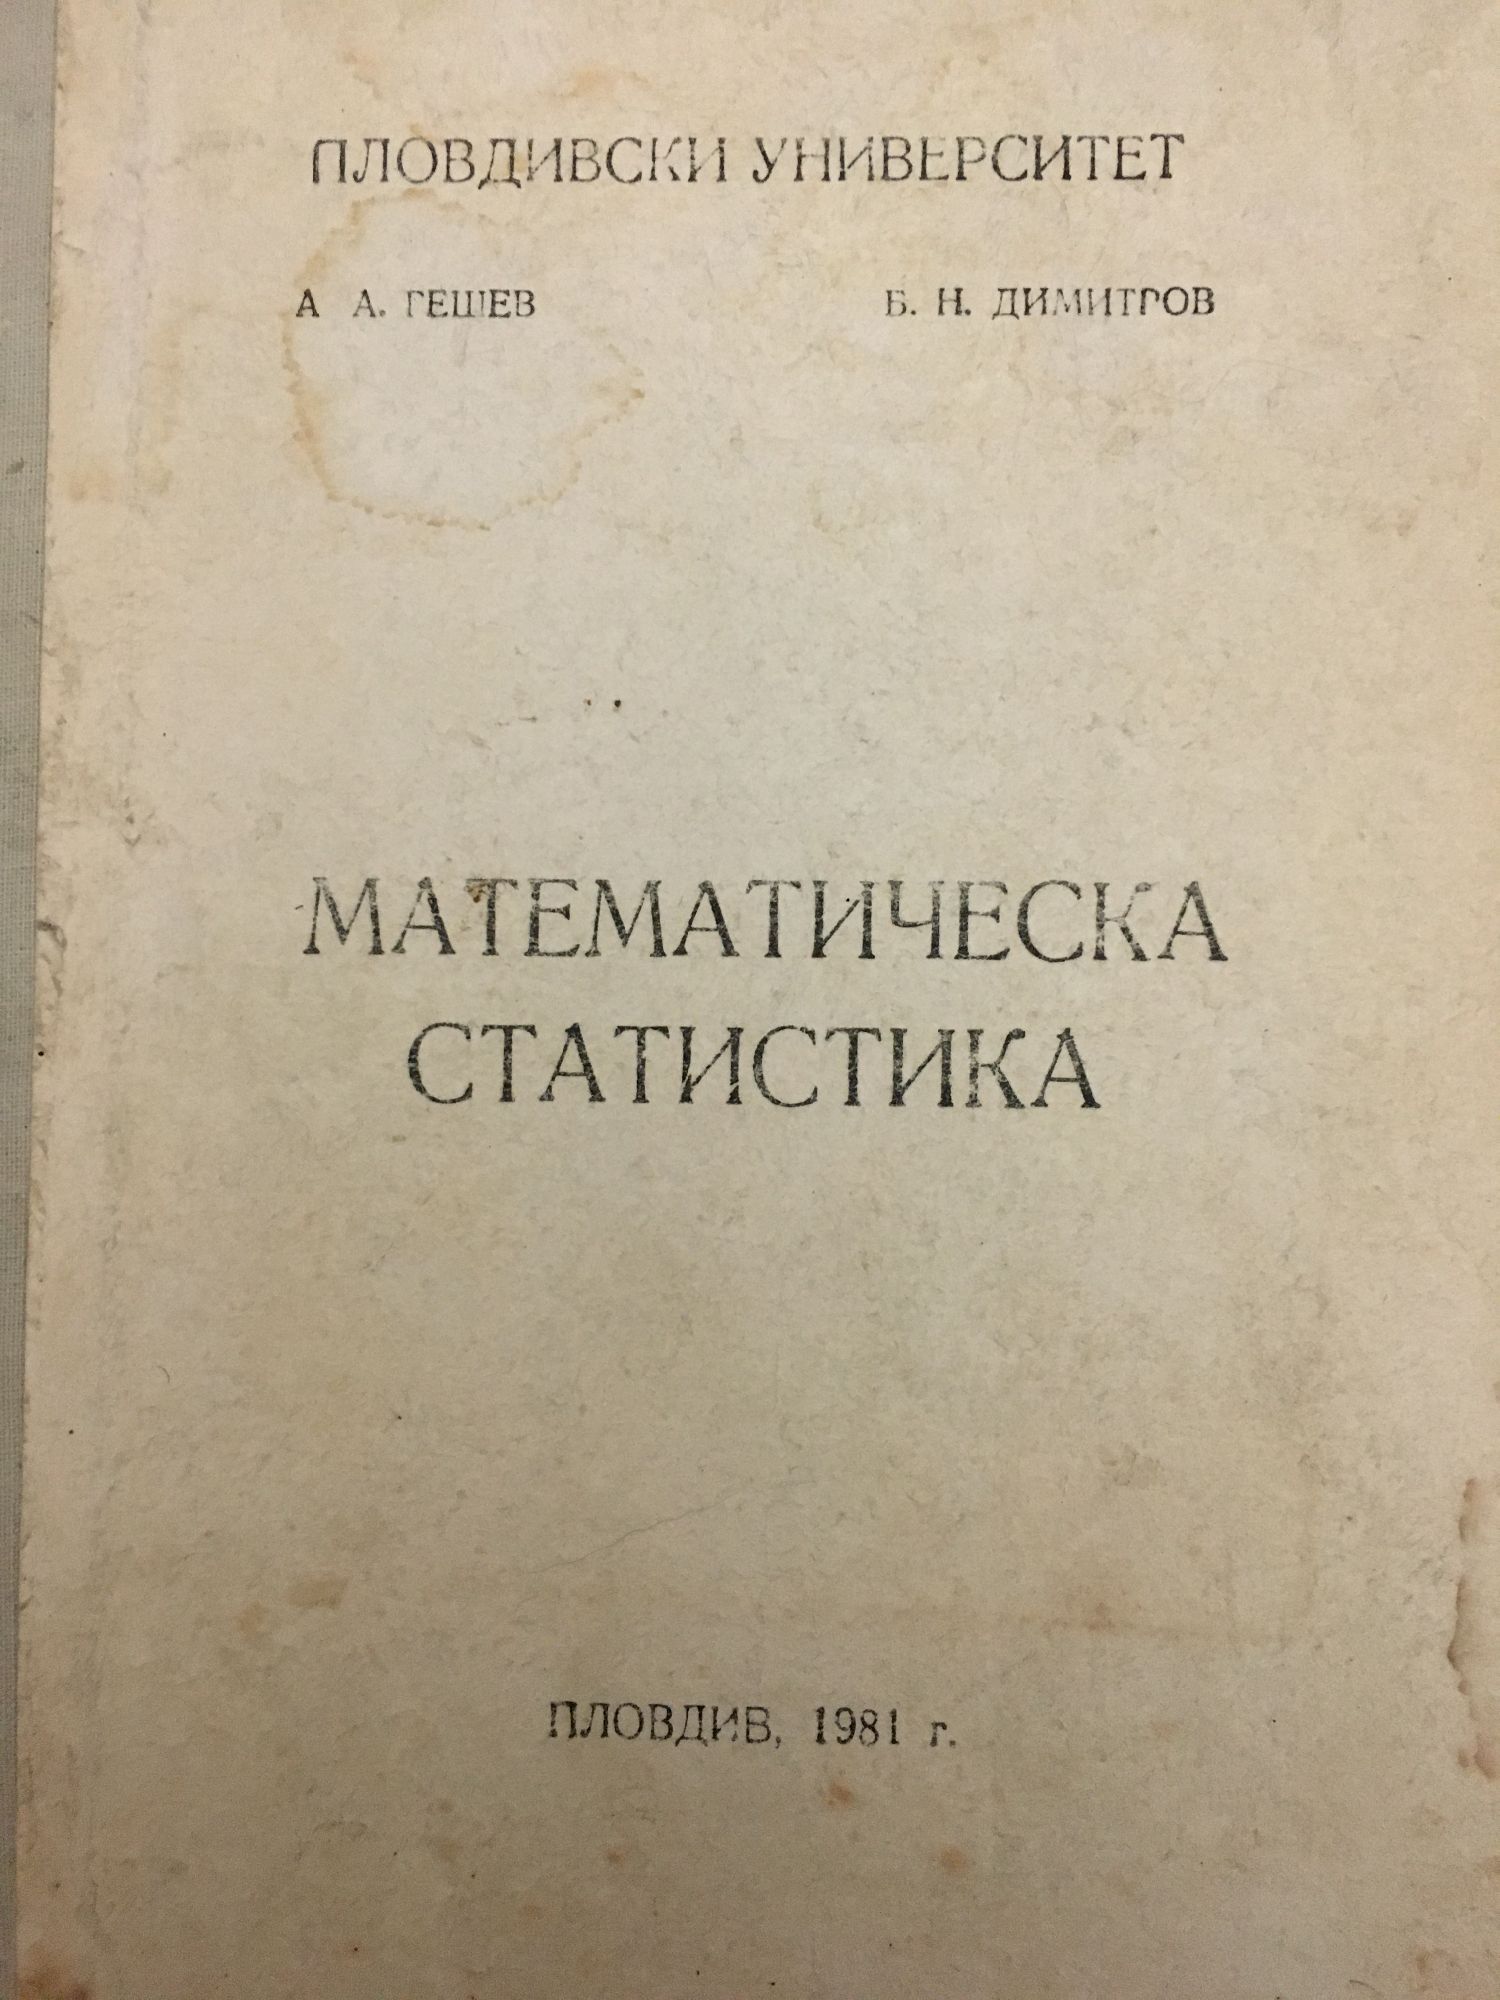 ПЛОВДИВСКИ УНИВЕРСИТЕТ
А А. ГЕШЕВ Б. Н. ДИМИТРОВ
МАТЕМАТИЧЕСКА
СТАТИСТИКА
ПЛОВДИВ, 1981 г.